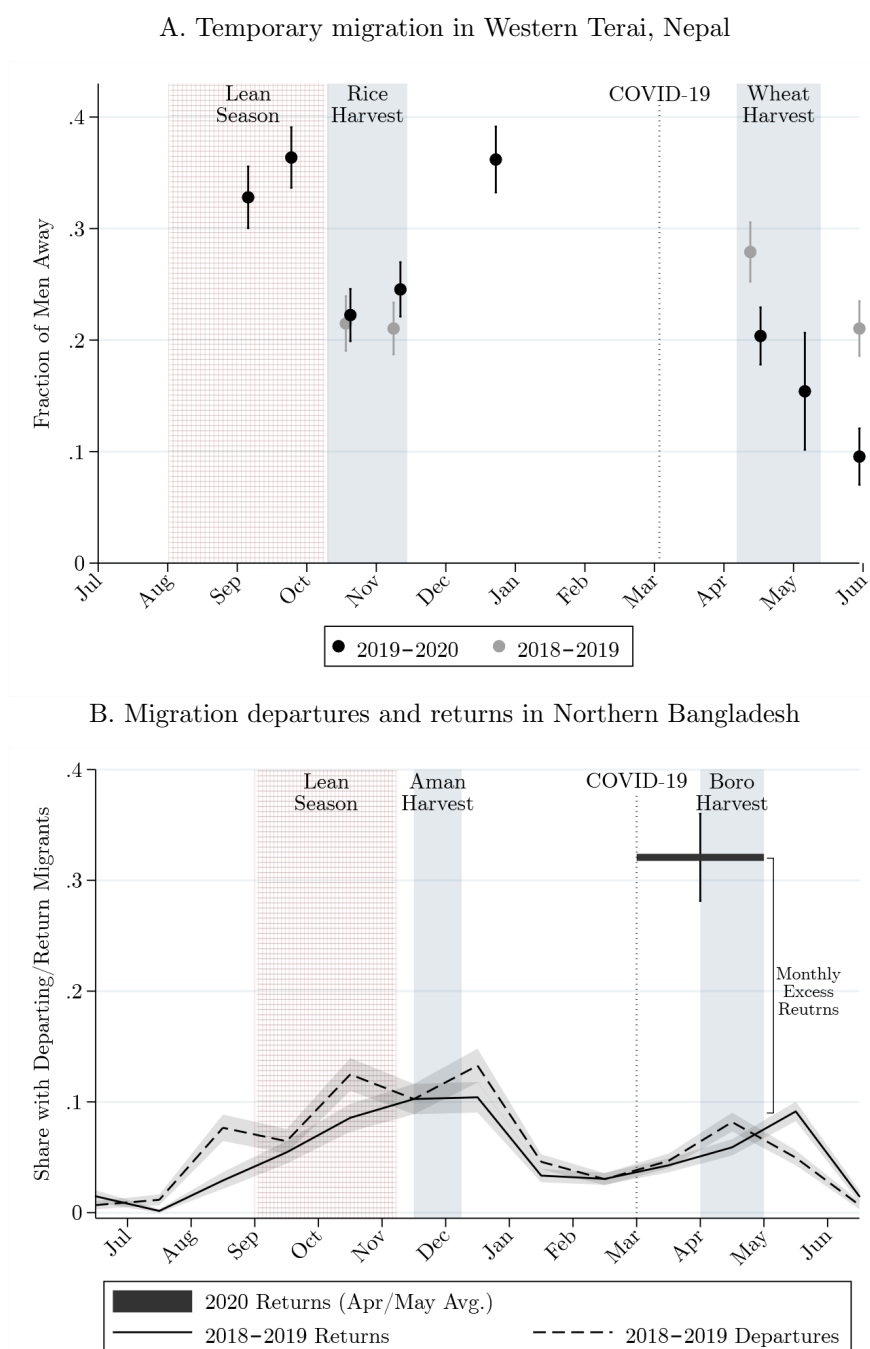 A. Temporary migration in Western Terai, Nepal
Lean
Season
Rice
Harvest
COVID-19
Wheat
Harvest
Fraction of Men Away
.4
.3
.2
.1
0
Jul
Aug
Sep
Oct
Nov
Dec
Jan
Feb
Mar
Apr
May
Jun
2019−2020
2018−2019
B. Migration departures and returns in Northern Bangladesh
Lean
Season
Aman
Harvest
COVID-19
Boro
Harvest
Share with Departing/Return Migrants
.4
.3
.2
.1
0
Monthly
Excess
Reutrns
Jul
Aug
Sep
Oct
Nov
Dec
Jan
Feb
Mar
Apr
May
Jun
2020 Returns (Apr/May Avg.)
2018−2019 Returns
2018−2019 Departures